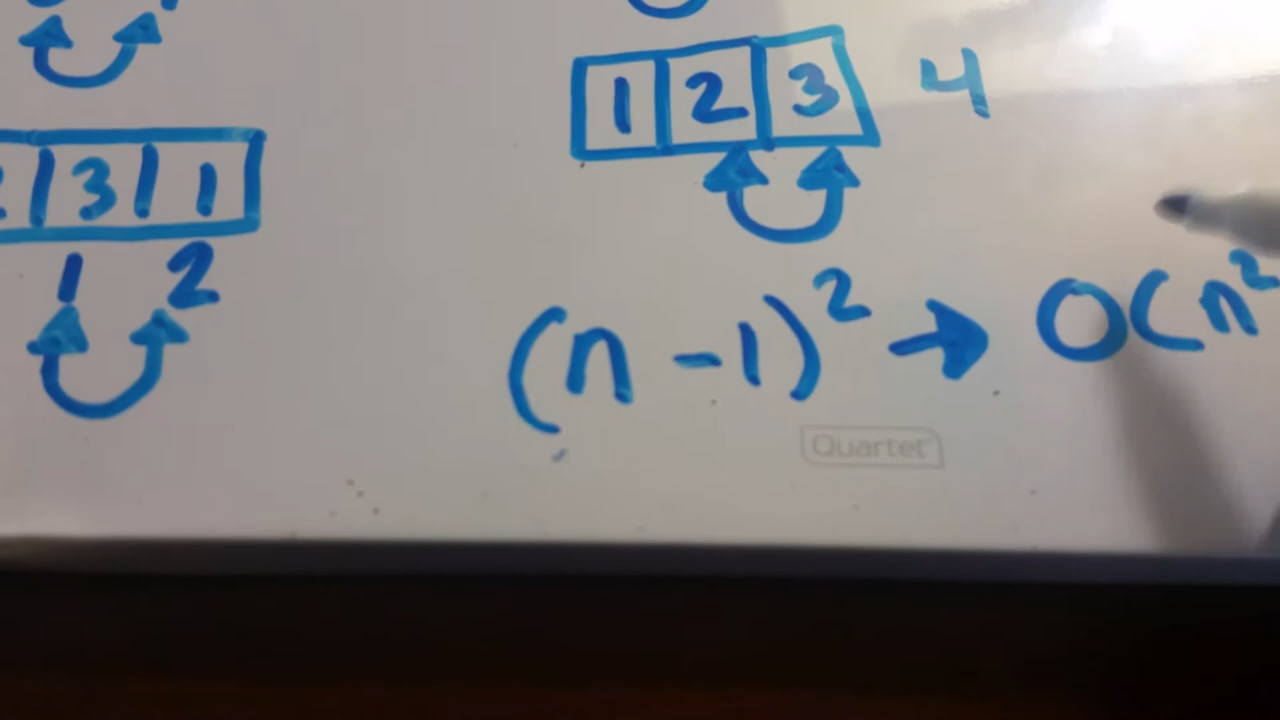 1 2 3 4
3 1
1 2
(n - 1)² → O(n²
Quartet